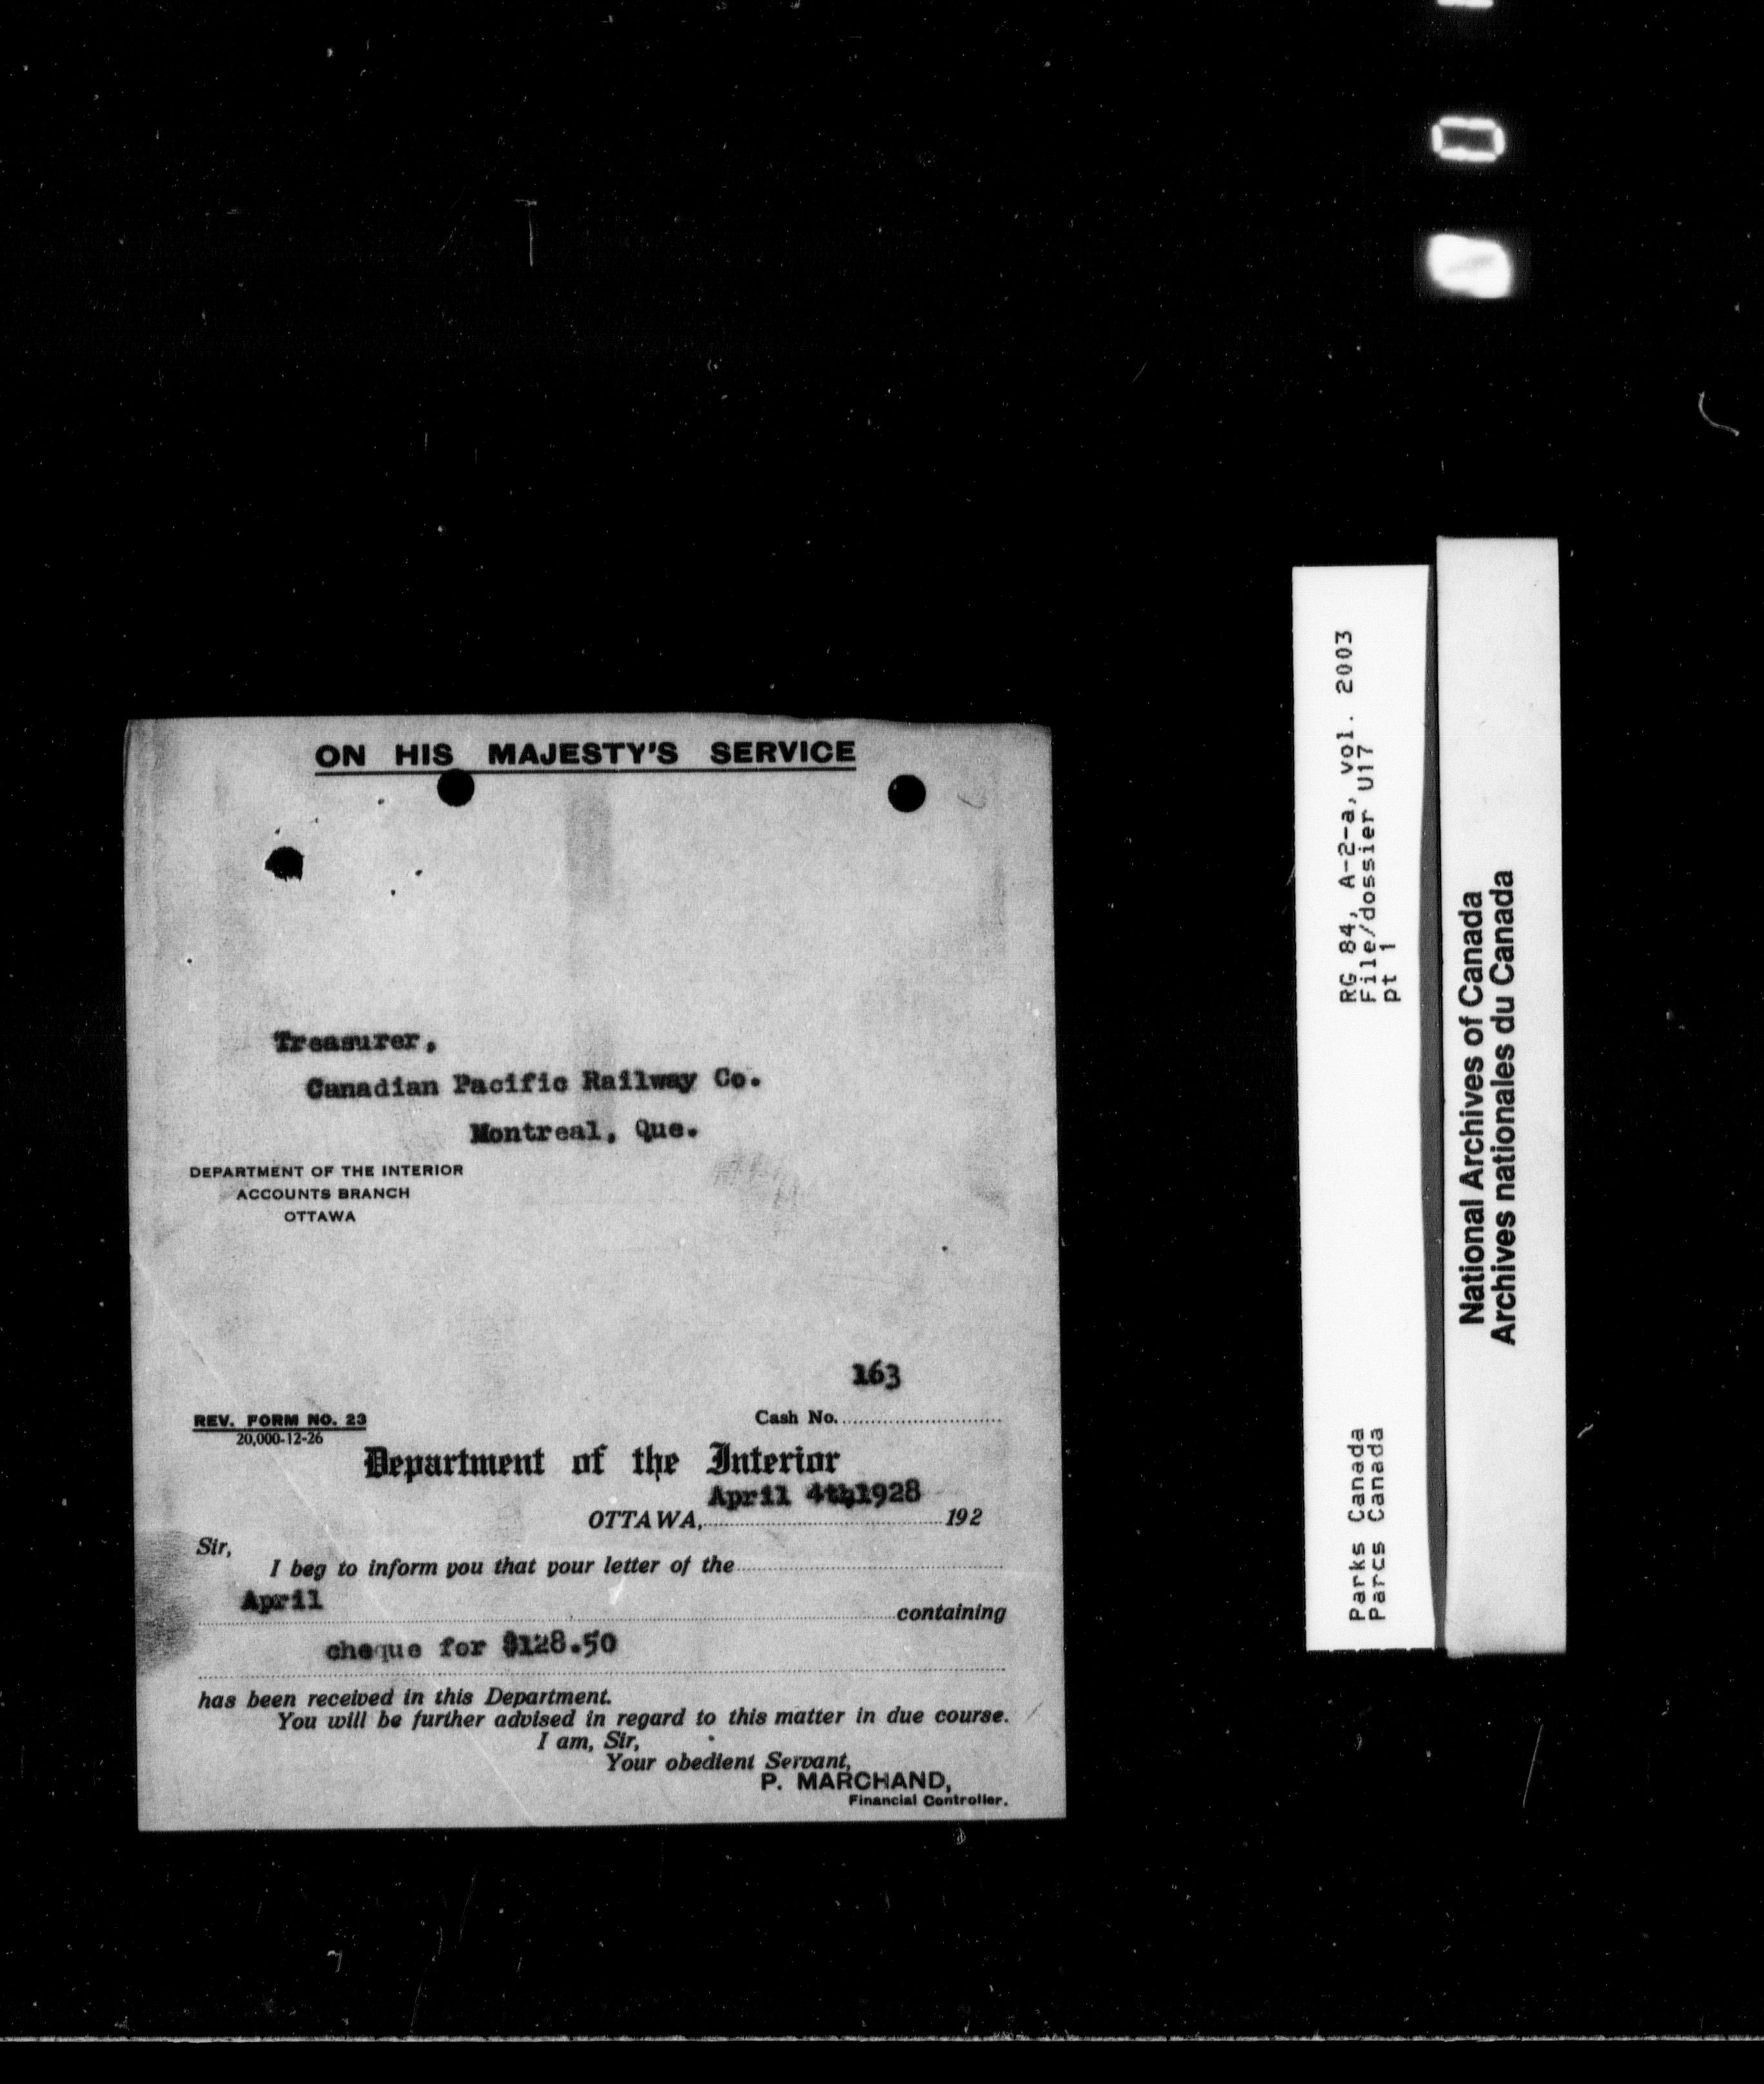 ON HIS MAJESTY'S SERVICE
Treasurer,
Canadian Pacific Railway Co.
Montreal, Que.
DEPARTMENT OF THE INTERIOR
ACCOUNTS BRANCH
OTTAWA
163
REV. FORM NO. 23
Cash No.
20,000-12-26
Department of the Interior
April 4th,1928
OTTAWA, 192
Sir,
I beg to inform you that your letter of the
April
containing
cheque for $128.50
has been received in this Department.
You will be further advised in regard to this matter in due course.
I am, Sir,
Your obedient Servant,
P. MARCHAND,
Financial Controller.
RG 84, A-2-a, vol. 2003
File/dossier U17
pt 1
Parks Canada
Parcs Canada
National Archives of Canada
Archives nationales du Canada